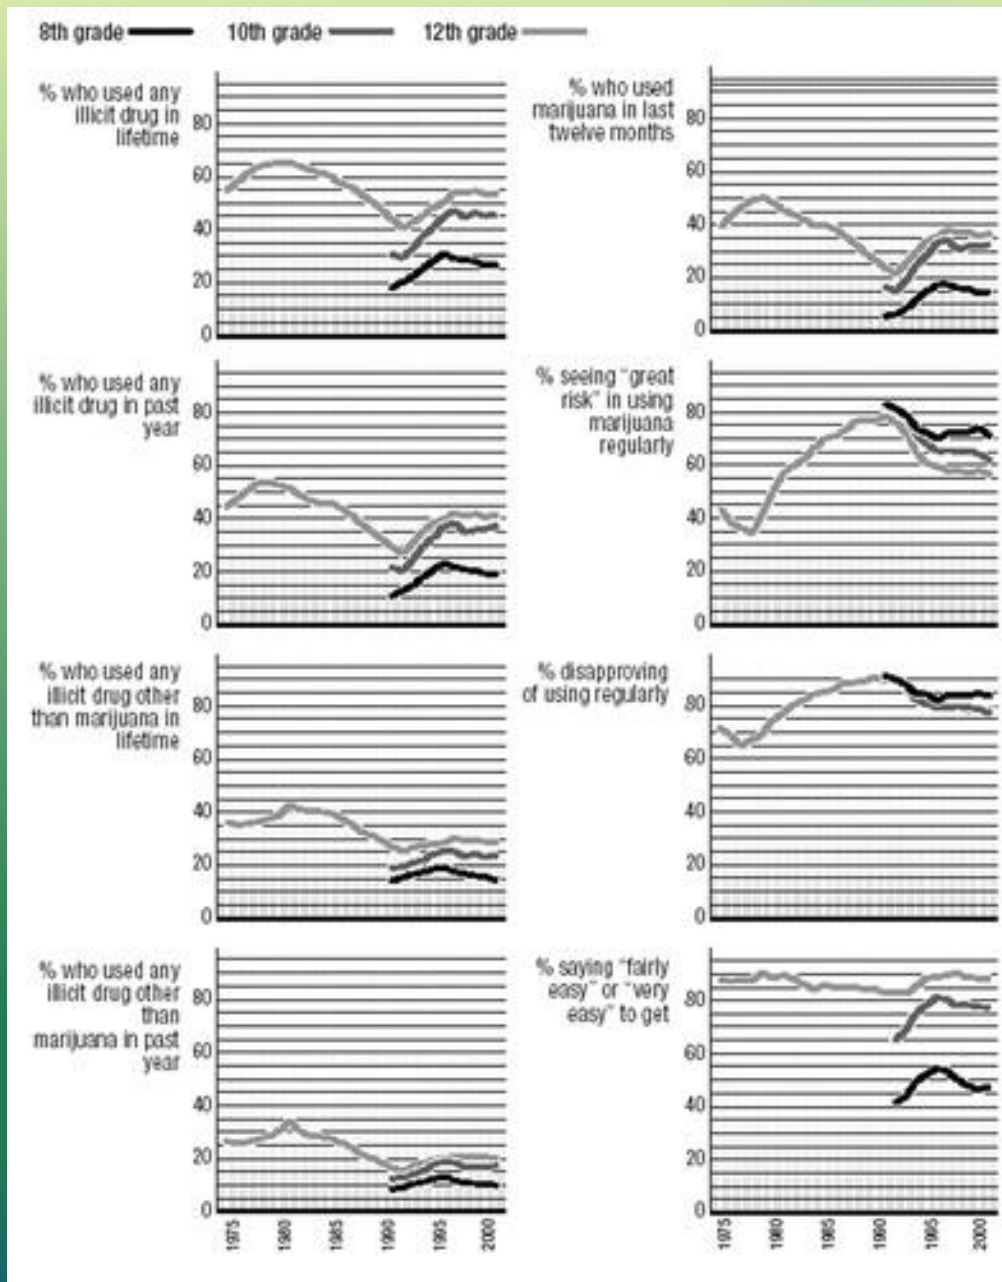 8th grade
10th grade
12th grade
% who used any
illicit drug in
lifetime
80
60
40
20
0
% who used
marijuana in last
twelve months
80
60
40
20
0
% who used any
illicit drug in past
year
80
60
40
20
0
% seeing "great
risk" in using
marijuana
regularly
80
60
40
20
0
% who used any
illicit drug other
than marijuana in
lifetime
80
60
40
20
0
% disapproving
of using regularly
80
60
40
20
0
% who used any
illicit drug other
than
marijuana in past
year
80
60
40
20
0
% saying "fairly
easy" or "very
easy" to get
80
60
40
20
0
1975
1980
1985
1990
1995
2000
1975
1980
1985
1990
1995
2000